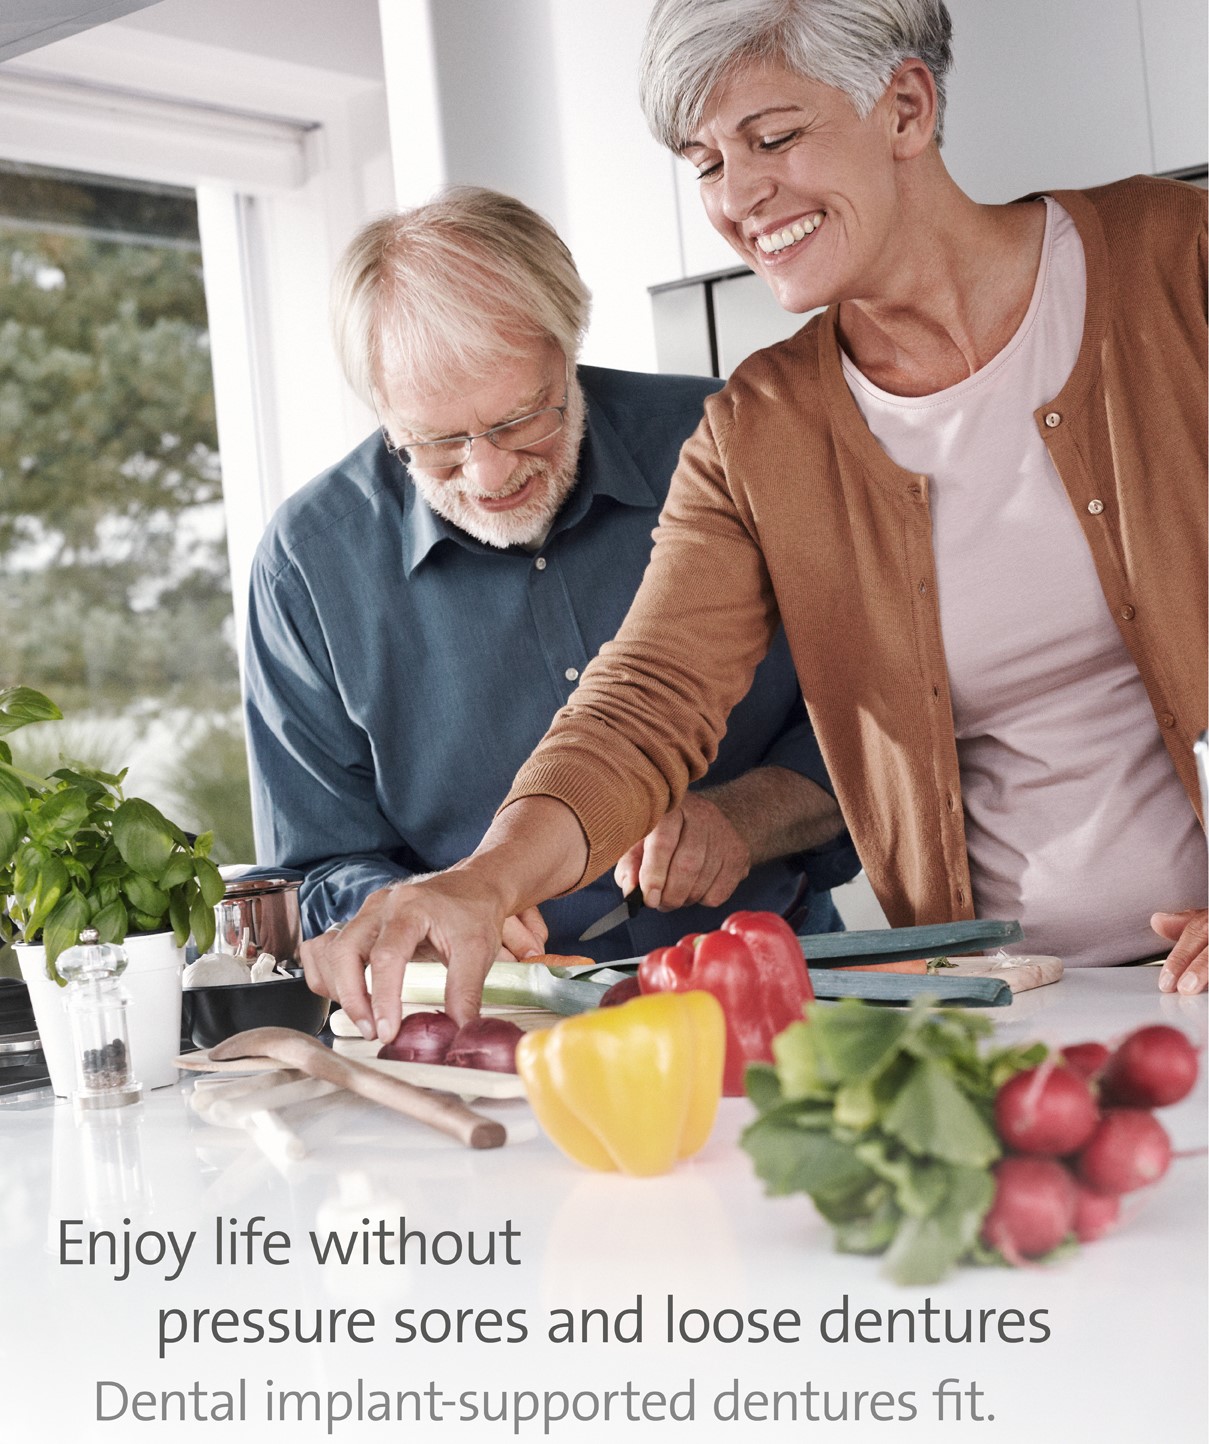 Enjoy life without
pressure sores and loose dentures
Dental implant-supported dentures fit.